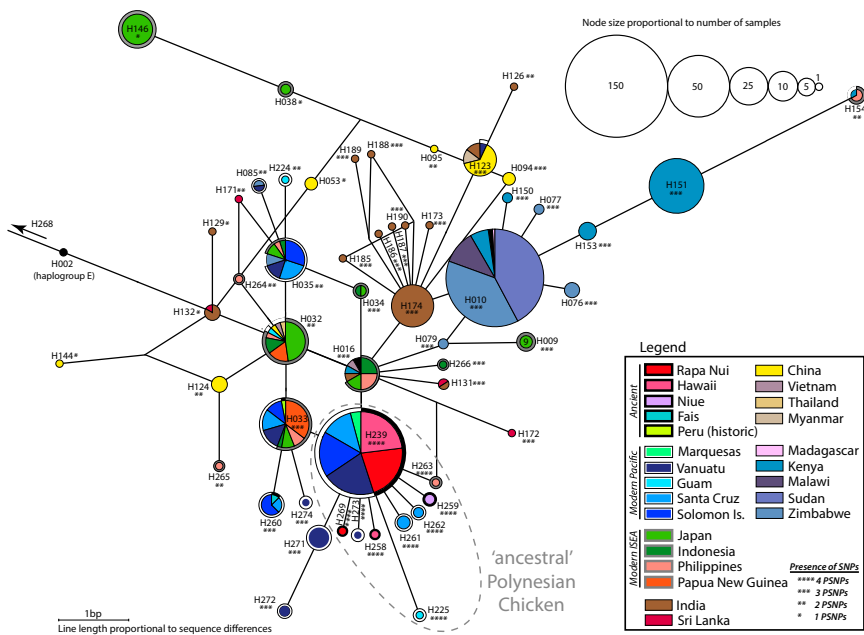 H146
*
Node size proportional to number of samples
150
50
25
10
5
1
H126 **
H154
**
H038 *
H189
***
H188 ***
H095
**
H123
***
H094 ***
H151
***
H085 **
H224 **
H171 **
H053 *
***
H190
H173
***
H150
***
H077
***
H268
H129 *
H186 ***
H187 ***
H153 ***
H002
(haplogroup E)
H185
***
H264 **
H035 **
H034
***
H174
***
H010
***
H076 ***
H132 *
H032
**
H016
***
H079
***
9
H009
***
H144 *
H266 ***
H131 ***
H124
**
H033
***
H239
****
H172
***
H265
**
H263
****
H259
****
H274
***
H260
***
H269
****
H273
****
H262
****
H261
****
H258
****
H271
***
H272
***
H225
****
'ancestral'
Polynesian
Chicken
1bp
Line length proportional to sequence differences
Legend
Ancient
Rapa Nui
Hawaii
Niue
Fais
Peru (historic)
Modern Pacific
Marquesas
Vanuatu
Guam
Santa Cruz
Solomon Is.
Modern ISEA
Japan
Indonesia
Philippines
Papua New Guinea
India
Sri Lanka
China
Vietnam
Thailand
Myanmar
Madagascar
Kenya
Malawi
Sudan
Zimbabwe
Presence of SNPs
**** 4 PSNPs
*** 3 PSNPs
** 2 PSNPs
* 1 PSNPs